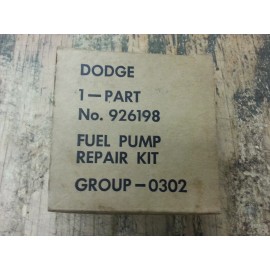 DODGE
1—PART
No. 926198
FUEL PUMP
REPAIR KIT
GROUP—0302